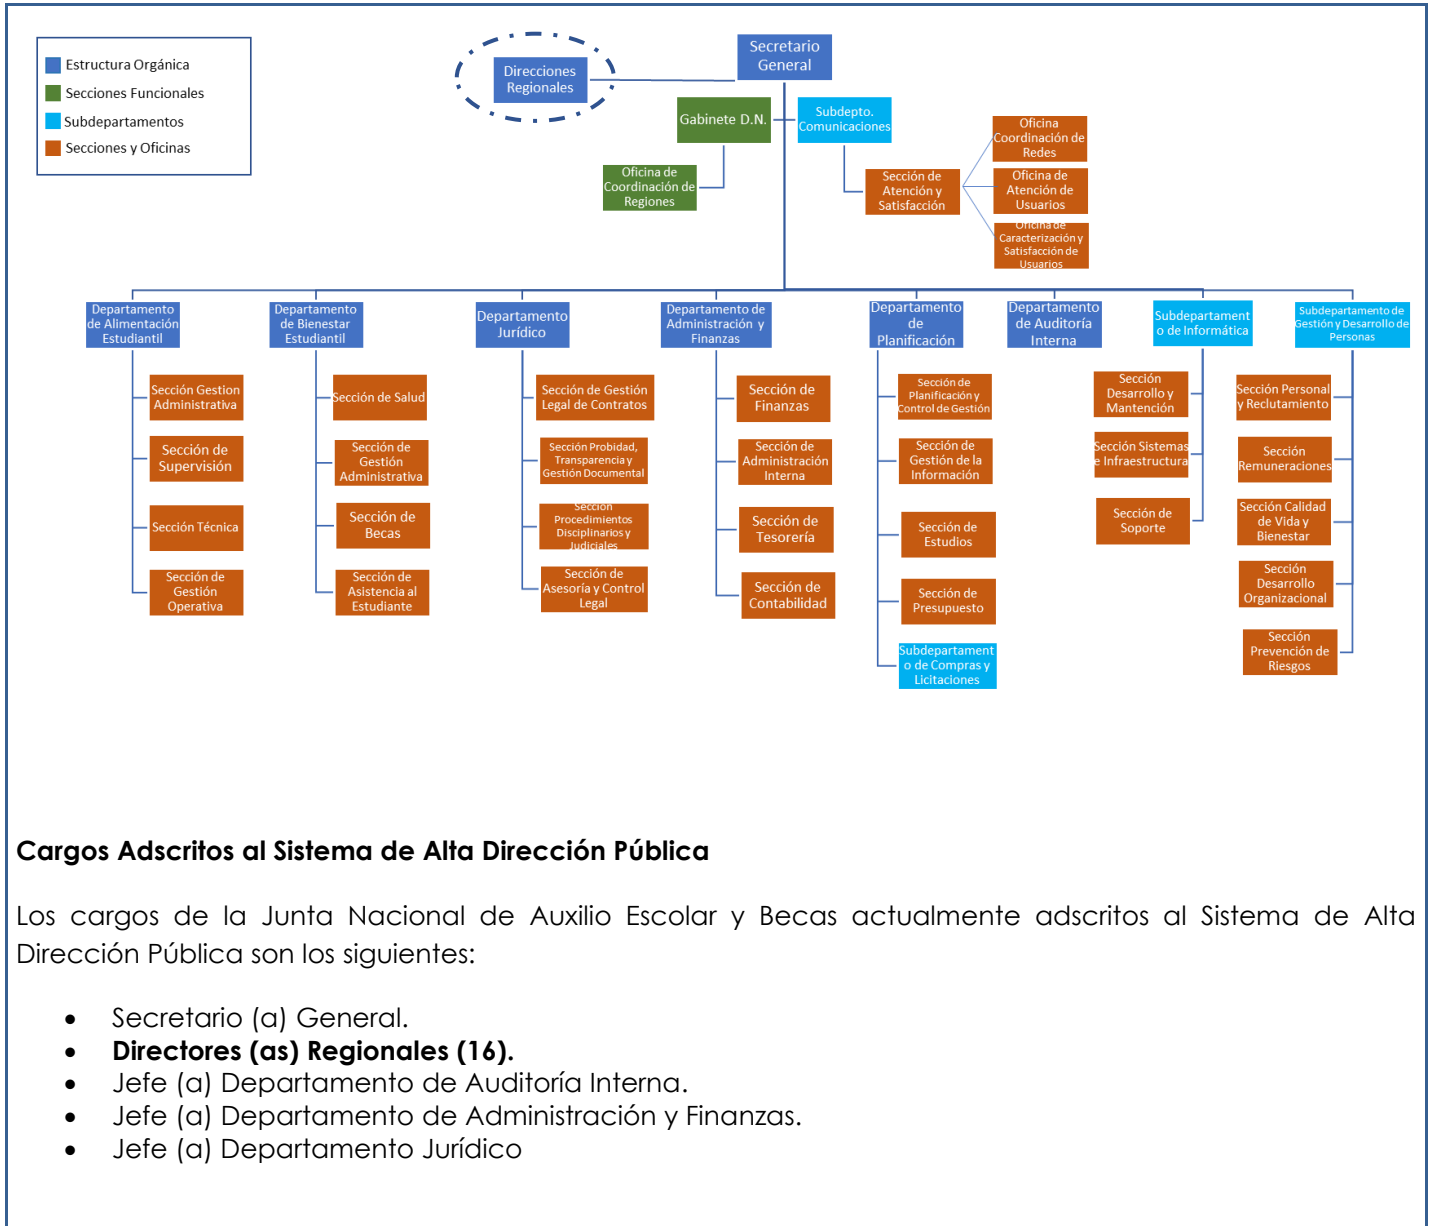 Estructura Orgánica
Secciones Funcionales
Subdepartamentos
Secciones y Oficinas
Direcciones
Regionales
Secretario
General
Gabinete D.N.
Subdepto.
Comunicaciones
Oficina de
Coordinación de
Regiones
Sección de
Atención y
Satisfacción
Oficina
Coordinación de
Redes
Oficina de
Atención de
Usuarios
Oficina de
Caracterización y
Satisfacción de
Usuarios
Departamento
de Alimentación
Estudiantil
Departamento
de Bienestar
Estudiantil
Departamento
Jurídico
Departamento de
Administración y
Finanzas
Departamento
de
Planificación
Departamento
de Auditoría
Interna
Subdepartament
o de Informática
Subdepartamento de
Gestión y Desarrollo de
Personas
Sección Gestion
Administrativa
Sección de
Supervisión
Sección Técnica
Sección de
Gestión
Operativa
Sección de Salud
Sección de
Gestión
Administrativa
Sección de
Becas
Sección de
Asistencia al
Estudiante
Sección de Gestión
Legal de Contratos
Sección Probidad,
Transparencia y
Gestión Documental
Sección
Procedimientos
Disciplinarios y
Judiciales
Sección de
Asesoría y Control
Legal
Sección de
Finanzas
Sección de
Administración
Interna
Sección de
Tesorería
Sección de
Contabilidad
Sección de
Planificación y
Control de Gestión
Sección de
Gestión de la
Información
Sección de
Estudios
Sección de
Presupuesto
Subdepartament
o de Compras y
Licitaciones
Sección
Desarrollo y
Mantención
Sección Sistemas
e Infraestructura
Sección de
Soporte
Sección Personal
y Reclutamiento
Sección
Remuneraciones
Sección Calidad
de Vida y
Bienestar
Sección
Desarrollo
Organizacional
Sección
Prevención de
Riesgos
Cargos Adscritos al Sistema de Alta Dirección Pública
Los cargos de la Junta Nacional de Auxilio Escolar y Becas actualmente adscritos al Sistema de Alta
Dirección Pública son los siguientes:
• Secretario (a) General.
• Directores (as) Regionales (16).
• Jefe (a) Departamento de Auditoría Interna.
• Jefe (a) Departamento de Administración y Finanzas.
• Jefe (a) Departamento Jurídico